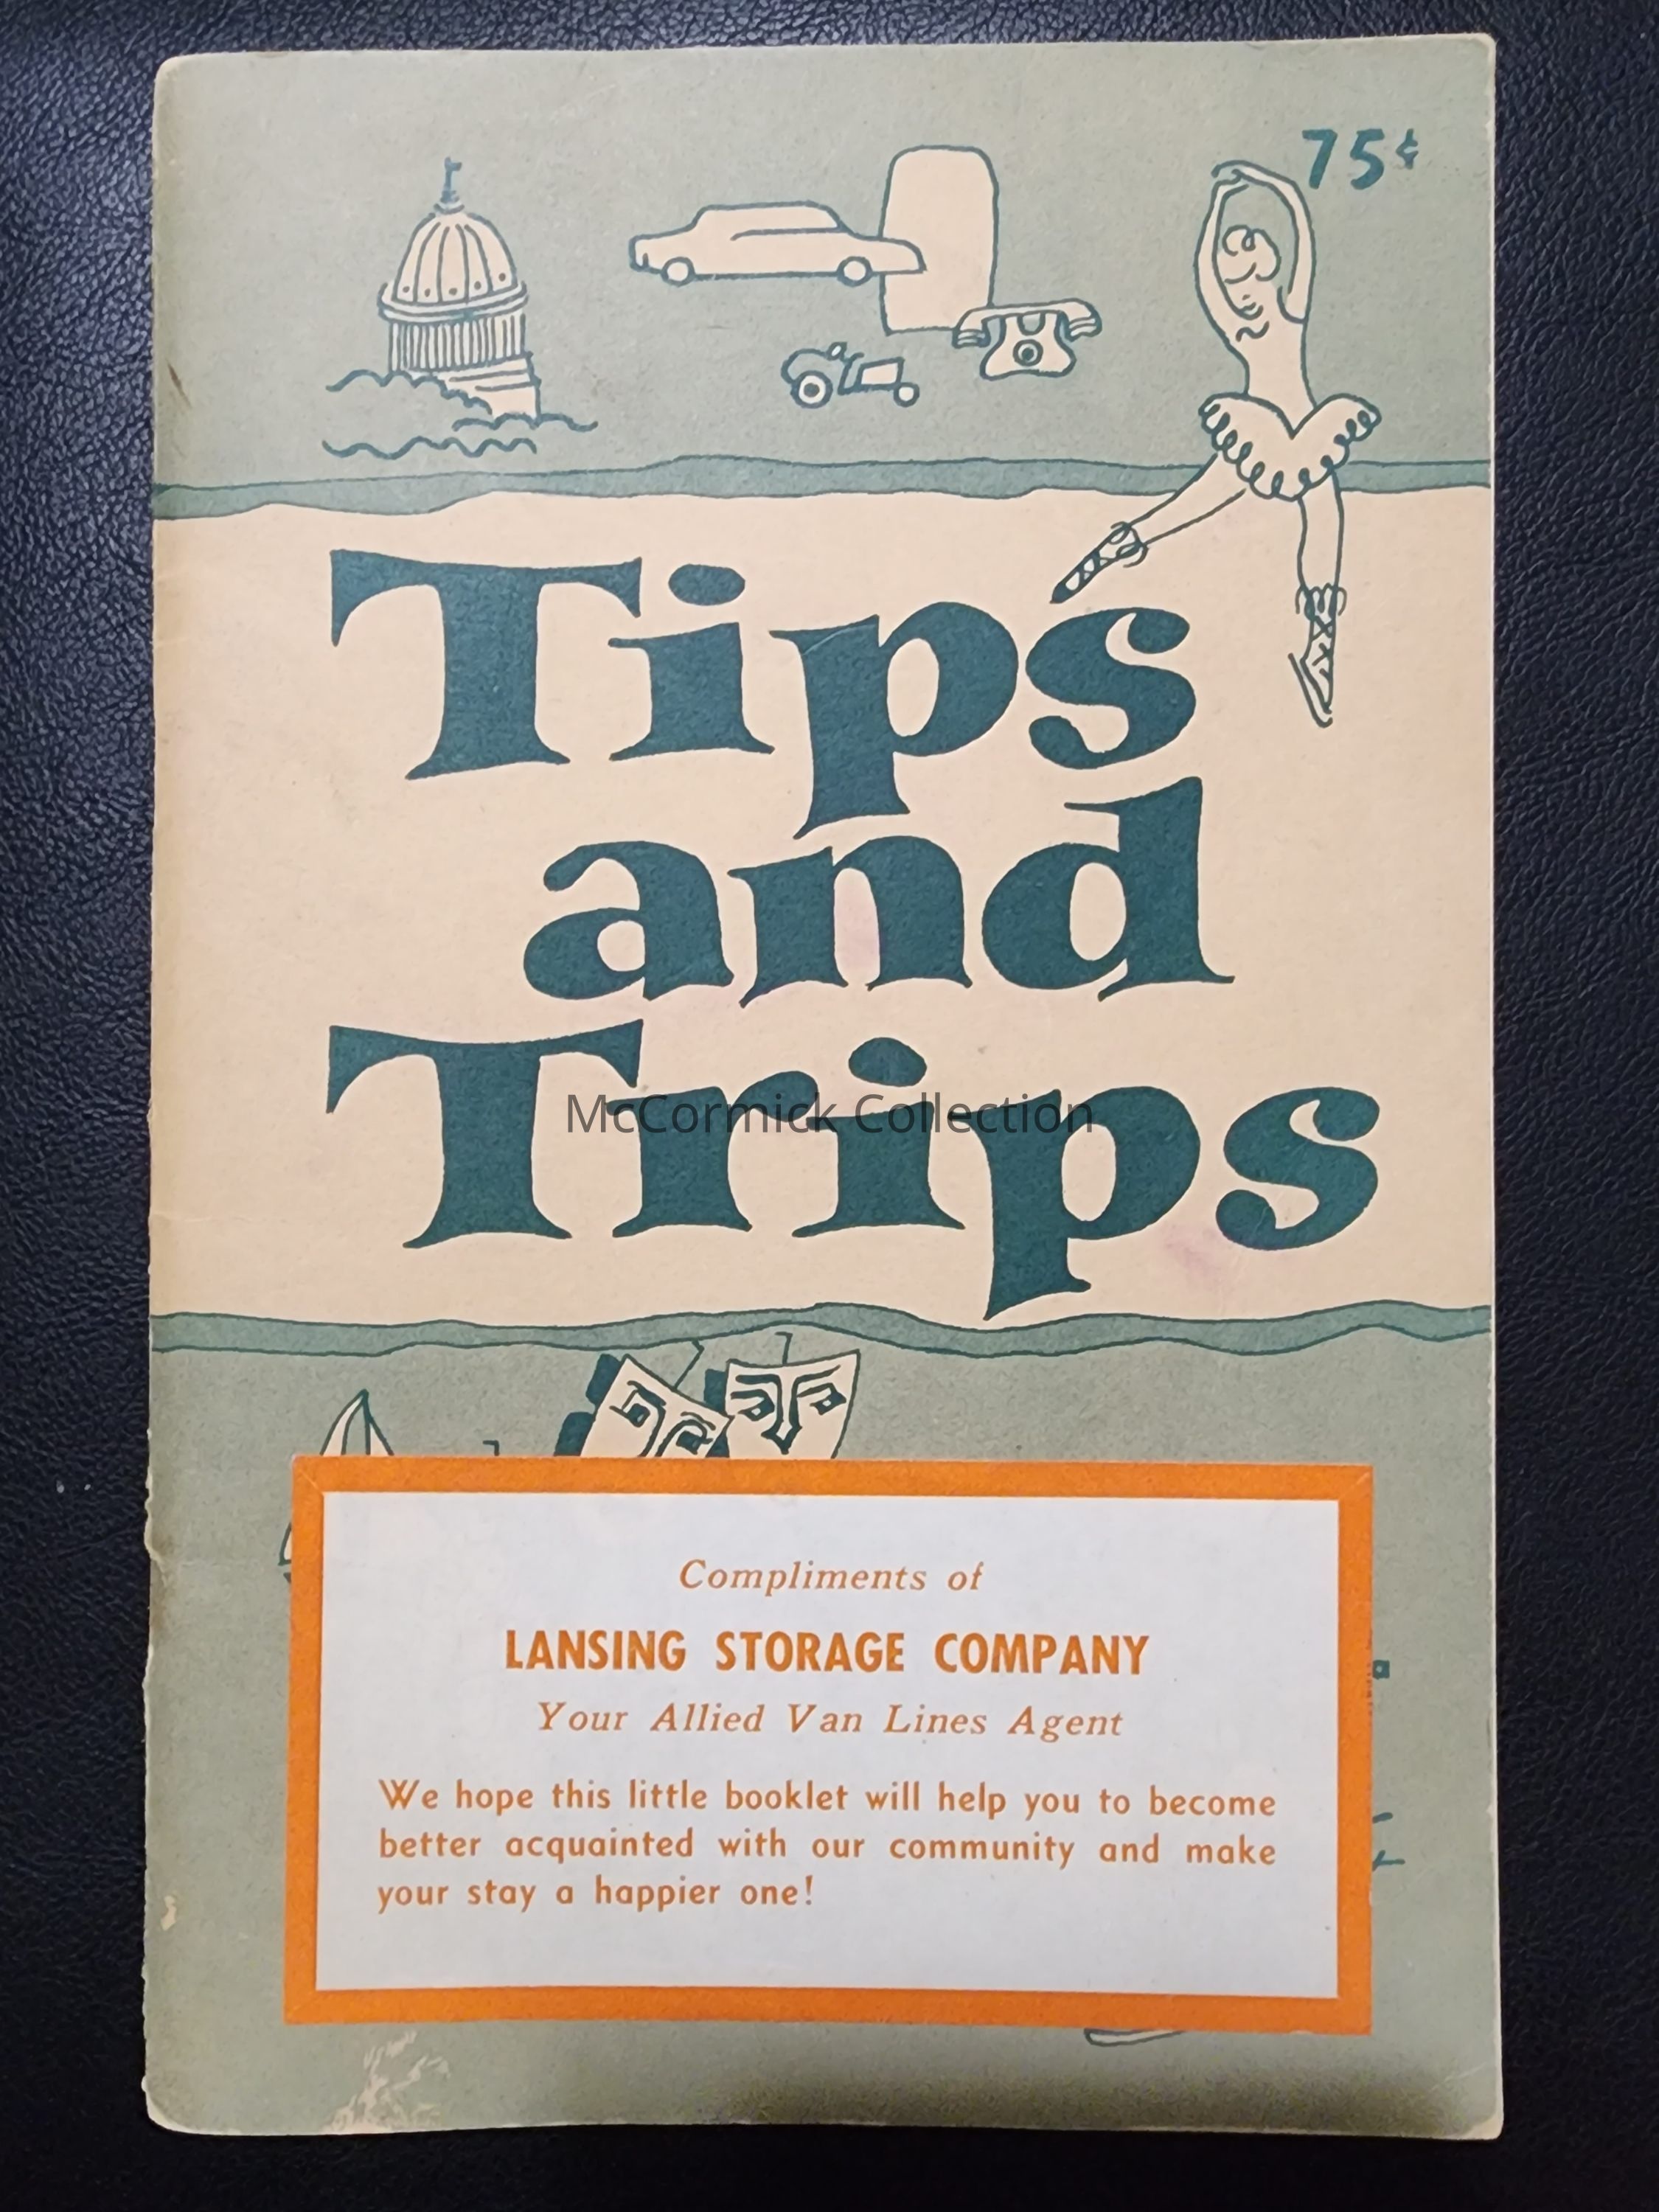 75¢
Tips
and
Trips
McCormick Collection
Compliments of
LANSING STORAGE COMPANY
Your Allied Van Lines Agent
We hope this little booklet will help you to become
better acquainted with our community and make
your stay a happier one!